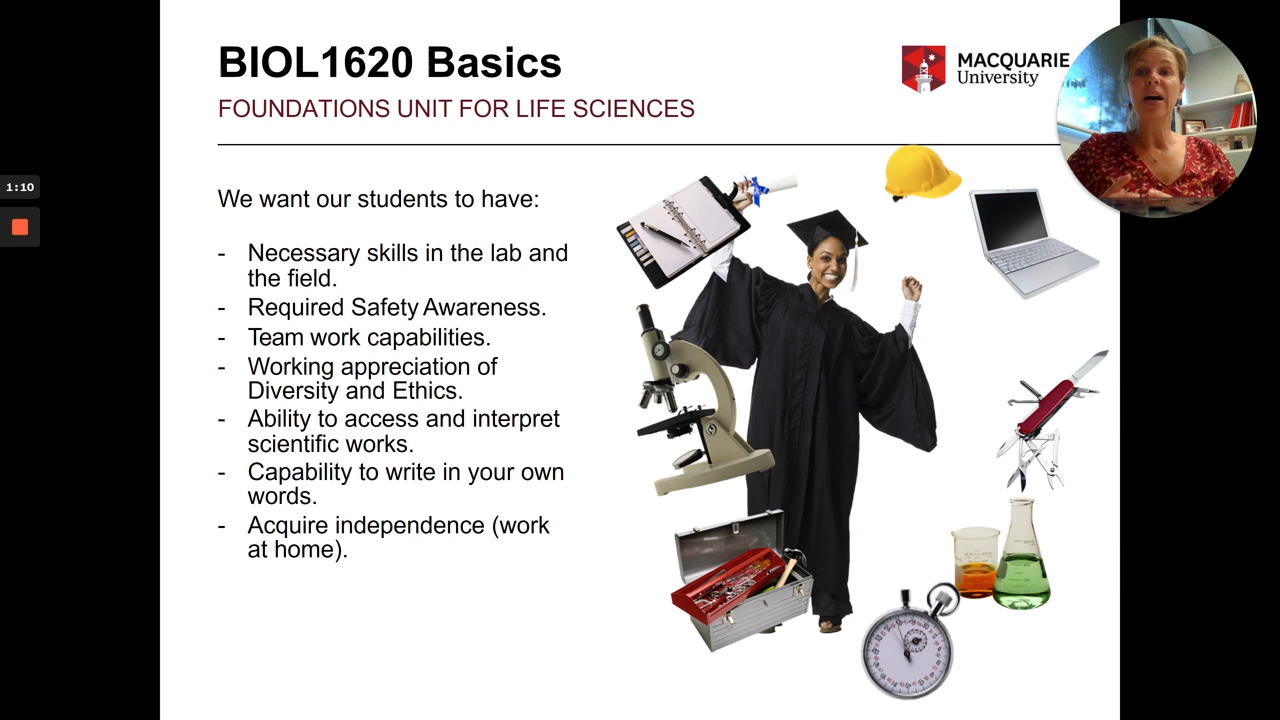 BIOL1620 Basics
FOUNDATIONS UNIT FOR LIFE SCIENCES
MACQUARIE
University
1:10
We want our students to have:
- Necessary skills in the lab and
the field.
- Required Safety Awareness.
- Team work capabilities.
- Working appreciation of
Diversity and Ethics.
- Ability to access and interpret
scientific works.
- Capability to write in your own
words.
- Acquire independence (work
at home).